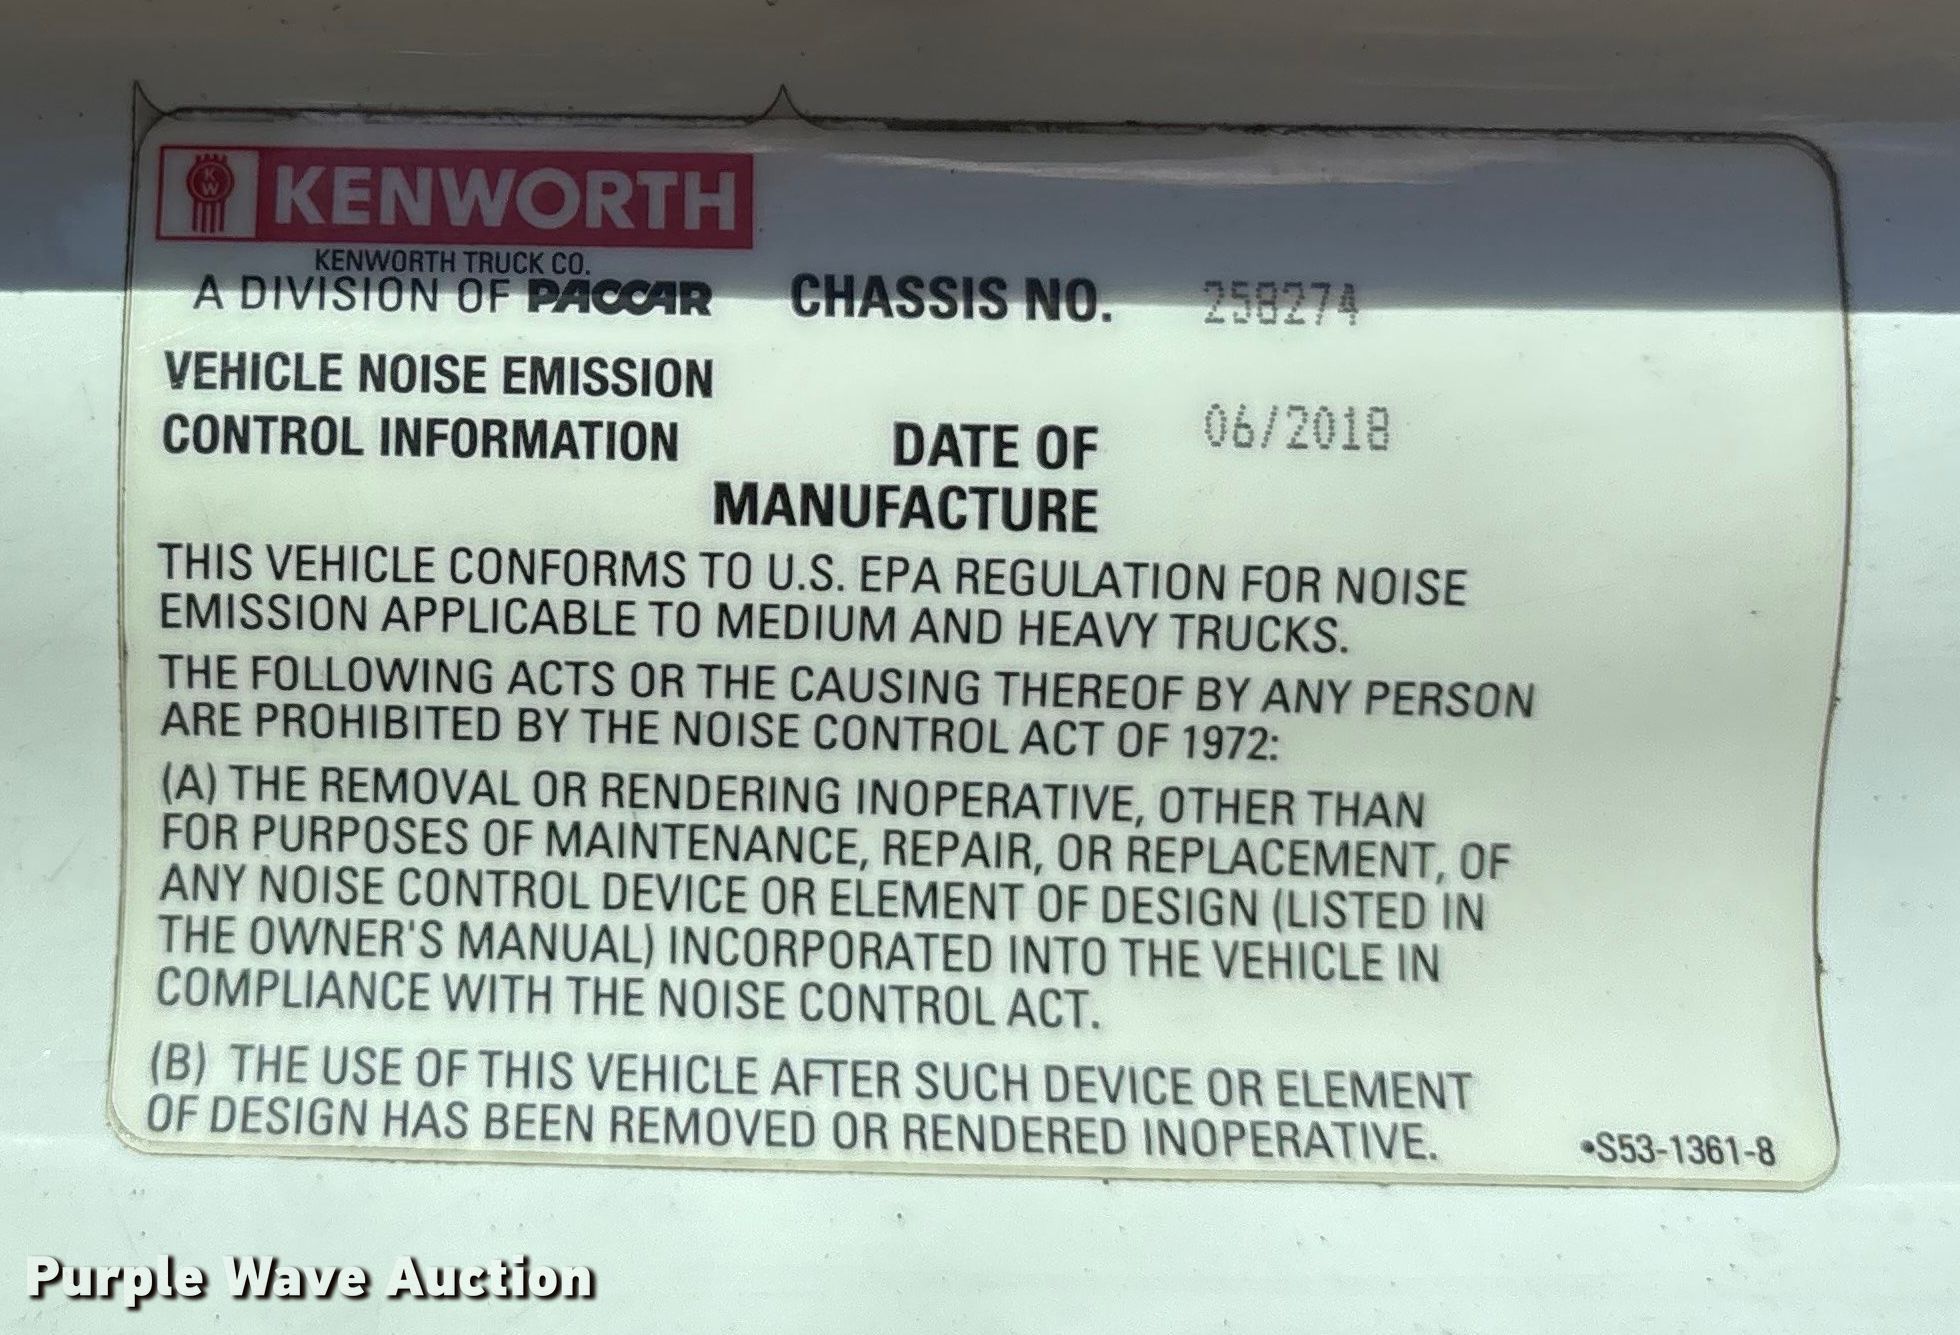 KW KENWORTH
KENWORTH TRUCK CO.
A DIVISION OF PACCAR
CHASSIS NO. 258274
VEHICLE NOISE EMISSION
CONTROL INFORMATION
DATE OF 06/2018
MANUFACTURE
THIS VEHICLE CONFORMS TO U.S. EPA REGULATION FOR NOISE
EMISSION APPLICABLE TO MEDIUM AND HEAVY TRUCKS.
THE FOLLOWING ACTS OR THE CAUSING THEREOF BY ANY PERSON
ARE PROHIBITED BY THE NOISE CONTROL ACT OF 1972:
(A) THE REMOVAL OR RENDERING INOPERATIVE, OTHER THAN
FOR PURPOSES OF MAINTENANCE, REPAIR, OR REPLACEMENT, OF
ANY NOISE CONTROL DEVICE OR ELEMENT OF DESIGN (LISTED IN
THE OWNER'S MANUAL) INCORPORATED INTO THE VEHICLE IN
COMPLIANCE WITH THE NOISE CONTROL ACT.
(B) THE USE OF THIS VEHICLE AFTER SUCH DEVICE OR ELEMENT
OF DESIGN HAS BEEN REMOVED OR RENDERED INOPERATIVE.
•S53-1361-8
Purple Wave Auction